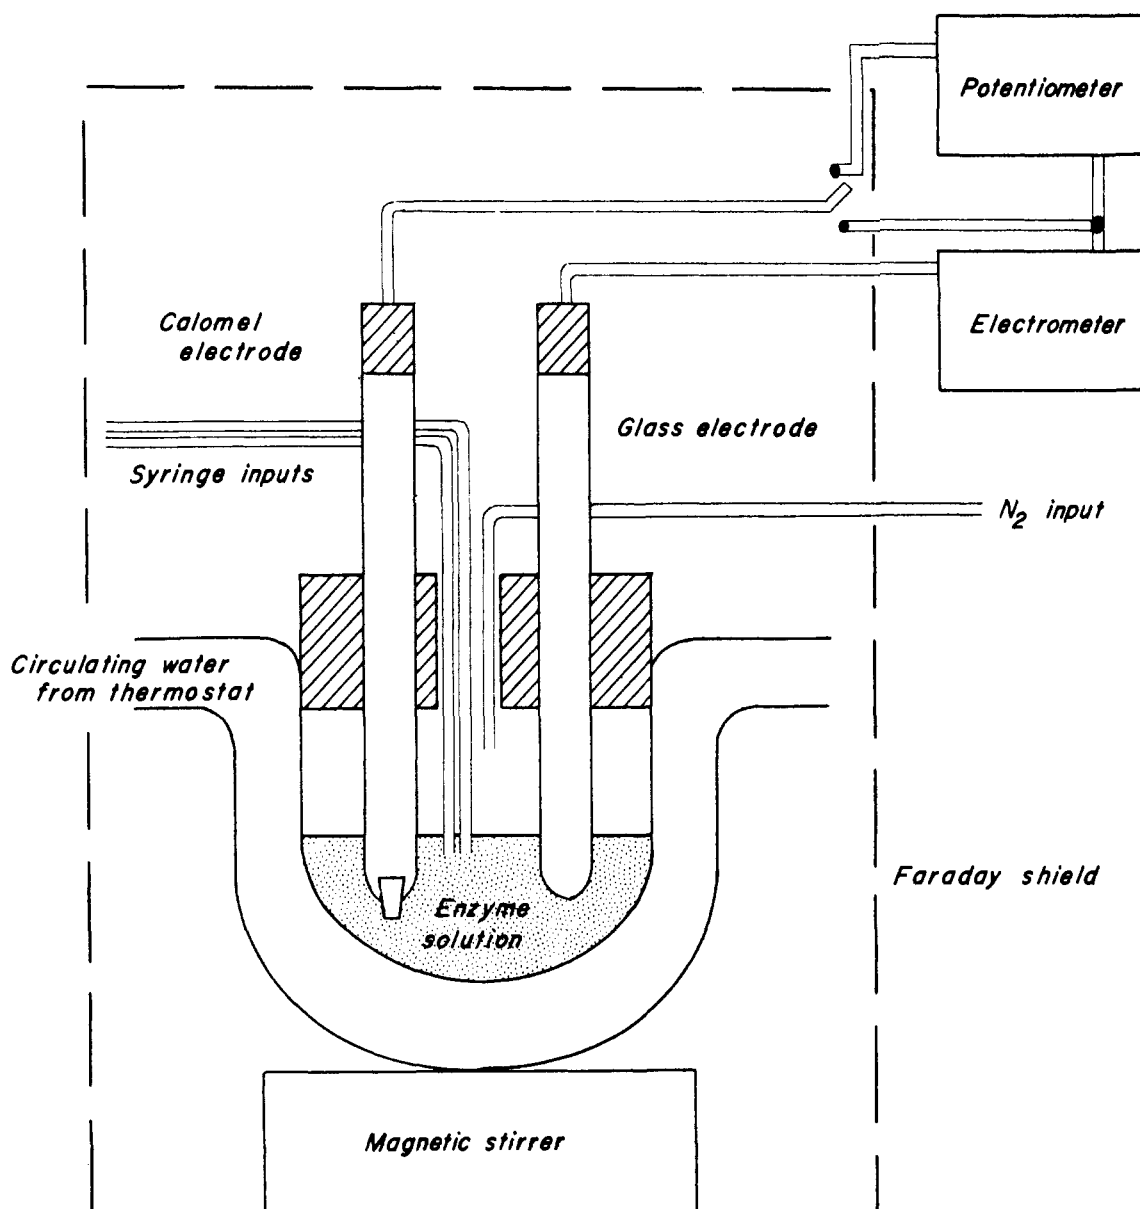 Potentiometer
Calomel
electrode
Electrometer
Glass electrode
Syringe inputs
N₂ input
Circulating water
from thermostat
Faraday shield
Enzyme
solution
Magnetic stirrer